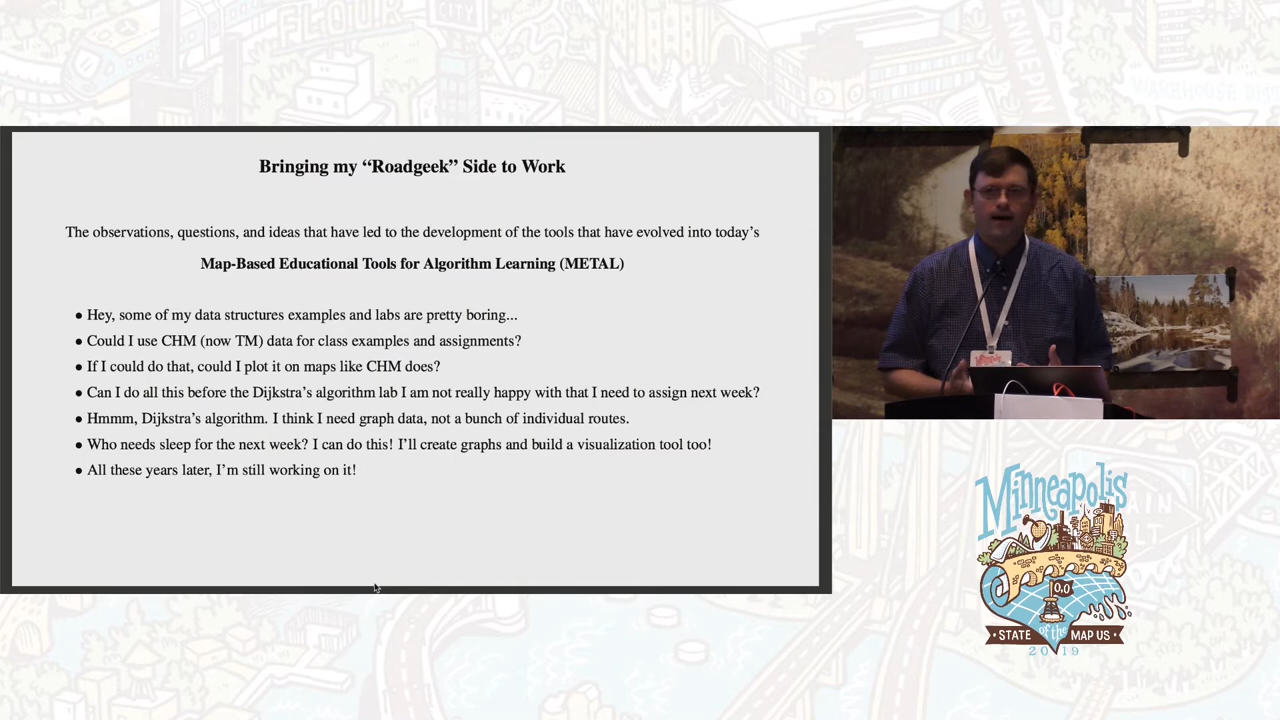 FLOUR
CITY
HENNEPIN
WAREHOUSE DIST
Bringing my “Roadgeek” Side to Work
The observations, questions, and ideas that have led to the development of the tools that have evolved into today’s
Map-Based Educational Tools for Algorithm Learning (METAL)
● Hey, some of my data structures examples and labs are pretty boring...
● Could I use CHM (now TM) data for class examples and assignments?
● If I could do that, could I plot it on maps like CHM does?
● Can I do all this before the Dijkstra’s algorithm lab I am not really happy with that I need to assign next week?
● Hmmm, Dijkstra’s algorithm. I think I need graph data, not a bunch of individual routes.
● Who needs sleep for the next week? I can do this! I’ll create graphs and build a visualization tool too!
● All these years later, I’m still working on it!
Minneapolis
0,0
STATE of the MAP US
2019